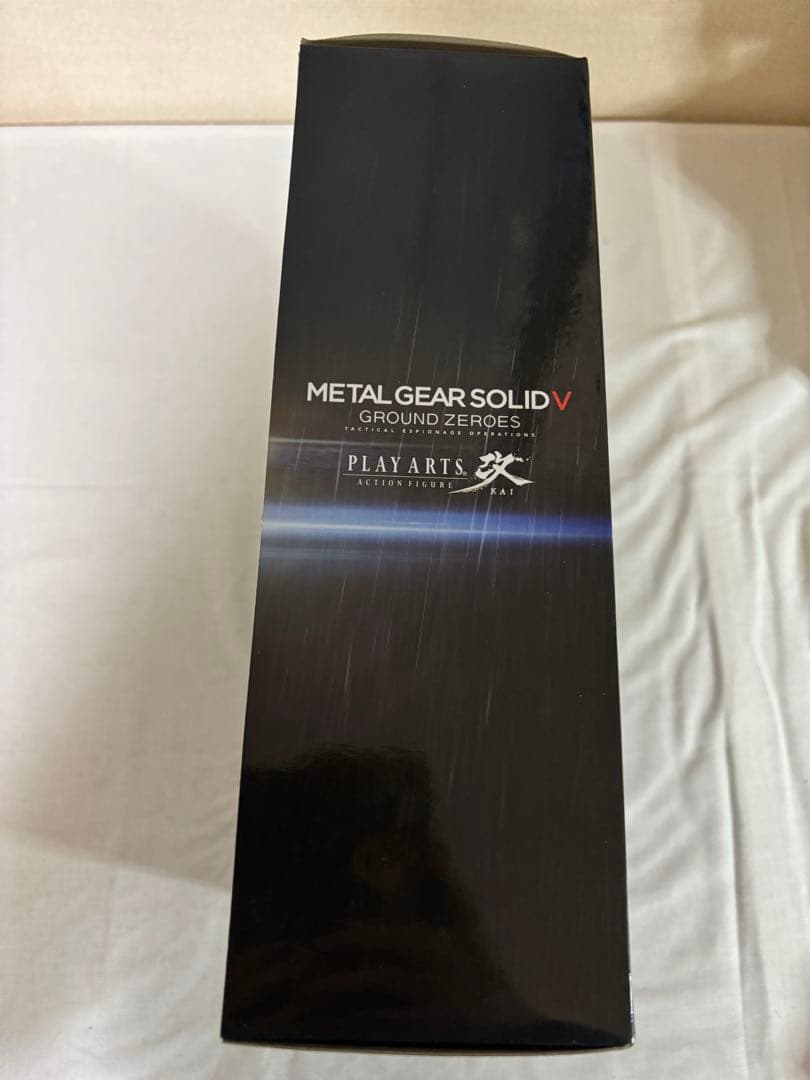 METAL GEAR SOLID V
GROUND ZEROES
TACTICAL ESPIONAGE OPERATIONS
PLAY ARTS® 改
ACTION FIGURE KAI